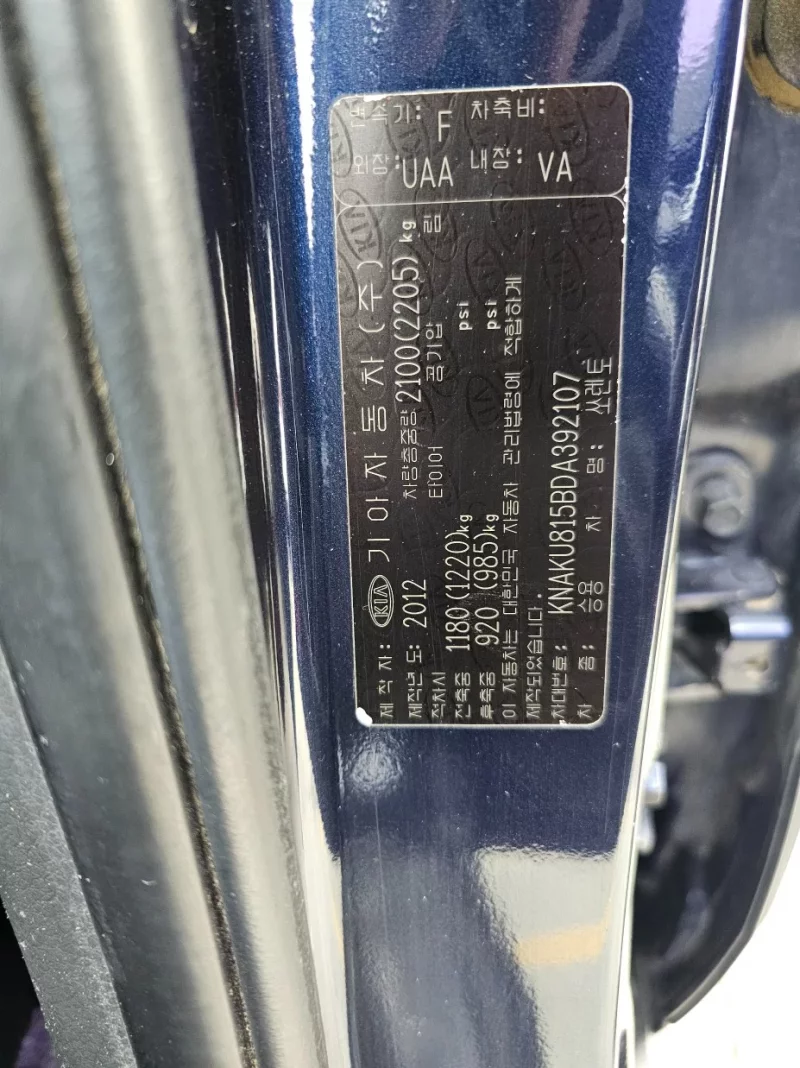 변속기: F 차축비:
외장: UAA 내장: VA
제 작 자: KIA 기 아 자 동 차 ( 주 )
제작년도: 2012 차량총중량 2100(2205) kg
적차시 타이어 공기압 림
전축중 1180(1220)kg psi
후축중 920 (985)kg psi
이 자동차는 대한민국 자동차 관리법령에 적합하게
제작되었습니다.
차대번호: KNAKU815BDA392107
차 종: 승용 차 명: 쏘렌토